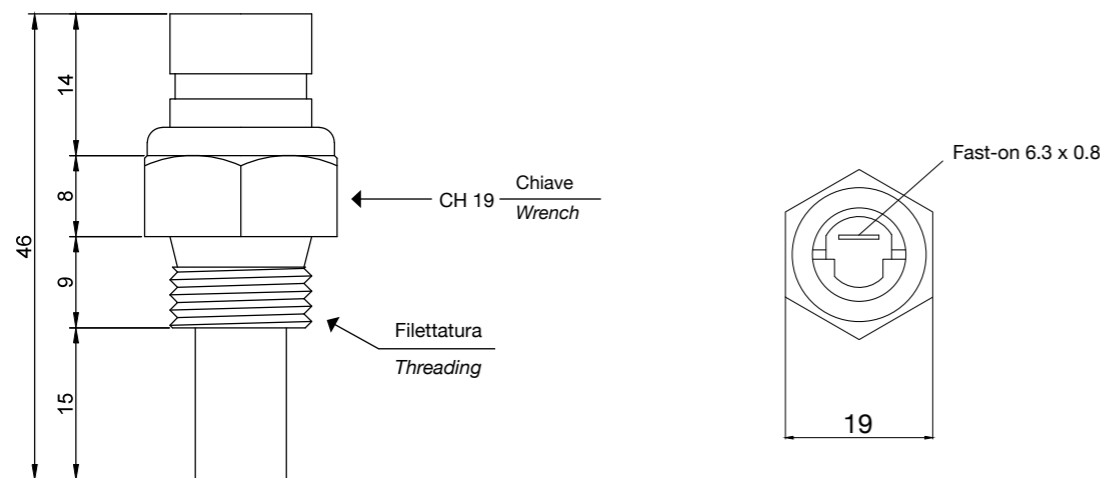 46
14
8
9
15
CH 19
Chiave
Wrench
Filettatura
Threading
Fast-on 6.3 x 0.8
19